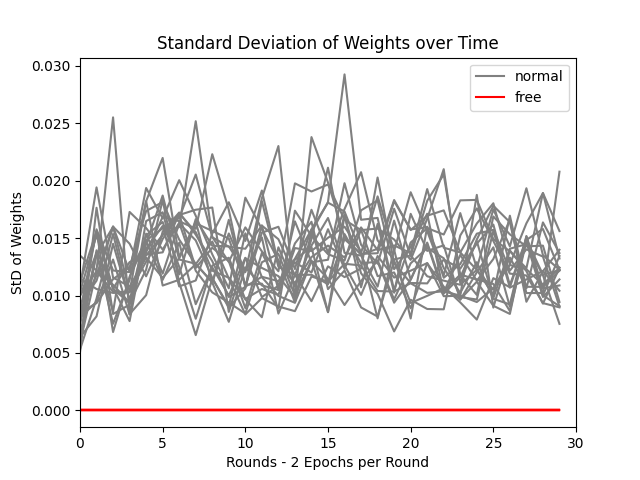 Standard Deviation of Weights over Time
0.030
0.025
0.020
0.015
0.010
0.005
0.000
StD of Weights
normal
free
0 5 10 15 20 25 30
Rounds - 2 Epochs per Round